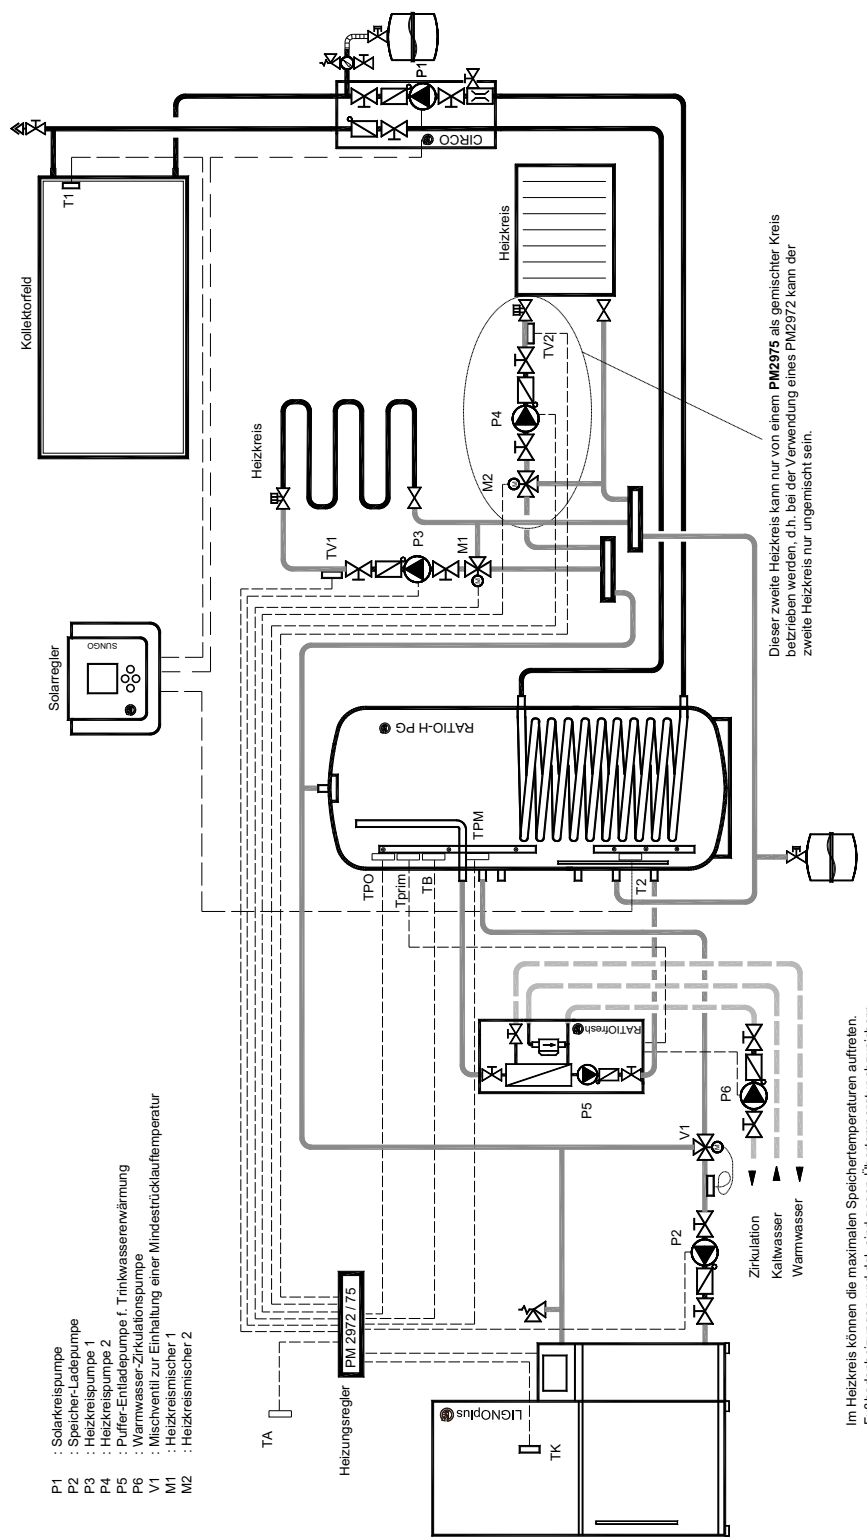 P1 : Solarkreispumpe
P2 : Speicher-Ladepumpe
P3 : Heizkreispumpe 1
P4 : Heizkreispumpe 2
P5 : Puffer-Entladepumpe f. Trinkwassererwärmung
P6 : Warmwasser-Zirkulationspumpe
V1 : Mischventil zur Einhaltung einer Mindestrücklauftemperatur
M1 : Heizkreismischer 1
M2 : Heizkreismischer 2
Solarregler
SUNGO
Kollektorfeld
T1
TA
Heizungsregler
PM 2972 / 75
TV1
P3
M1
Heizkreis
CIRCO
P1
M2
P4
TV2
Heizkreis
LIGNOplus
TK
TPO
Tprim
TB
TPM
T2
RATIO-H PG
RATIOfresh
P5
P6
V1
P2
Zirkulation
Kaltwasser
Warmwasser
Dieser zweite Heizkreis kann nur von einem PM2975 als gemischter Kreis
betzrieben werden, d.h. bei der Verwendung eines PM2972 kann der
zweite Heizkreis nur ungemischt sein.
Im Heizkreis können die maximalen Speichertemperaturen auftreten.